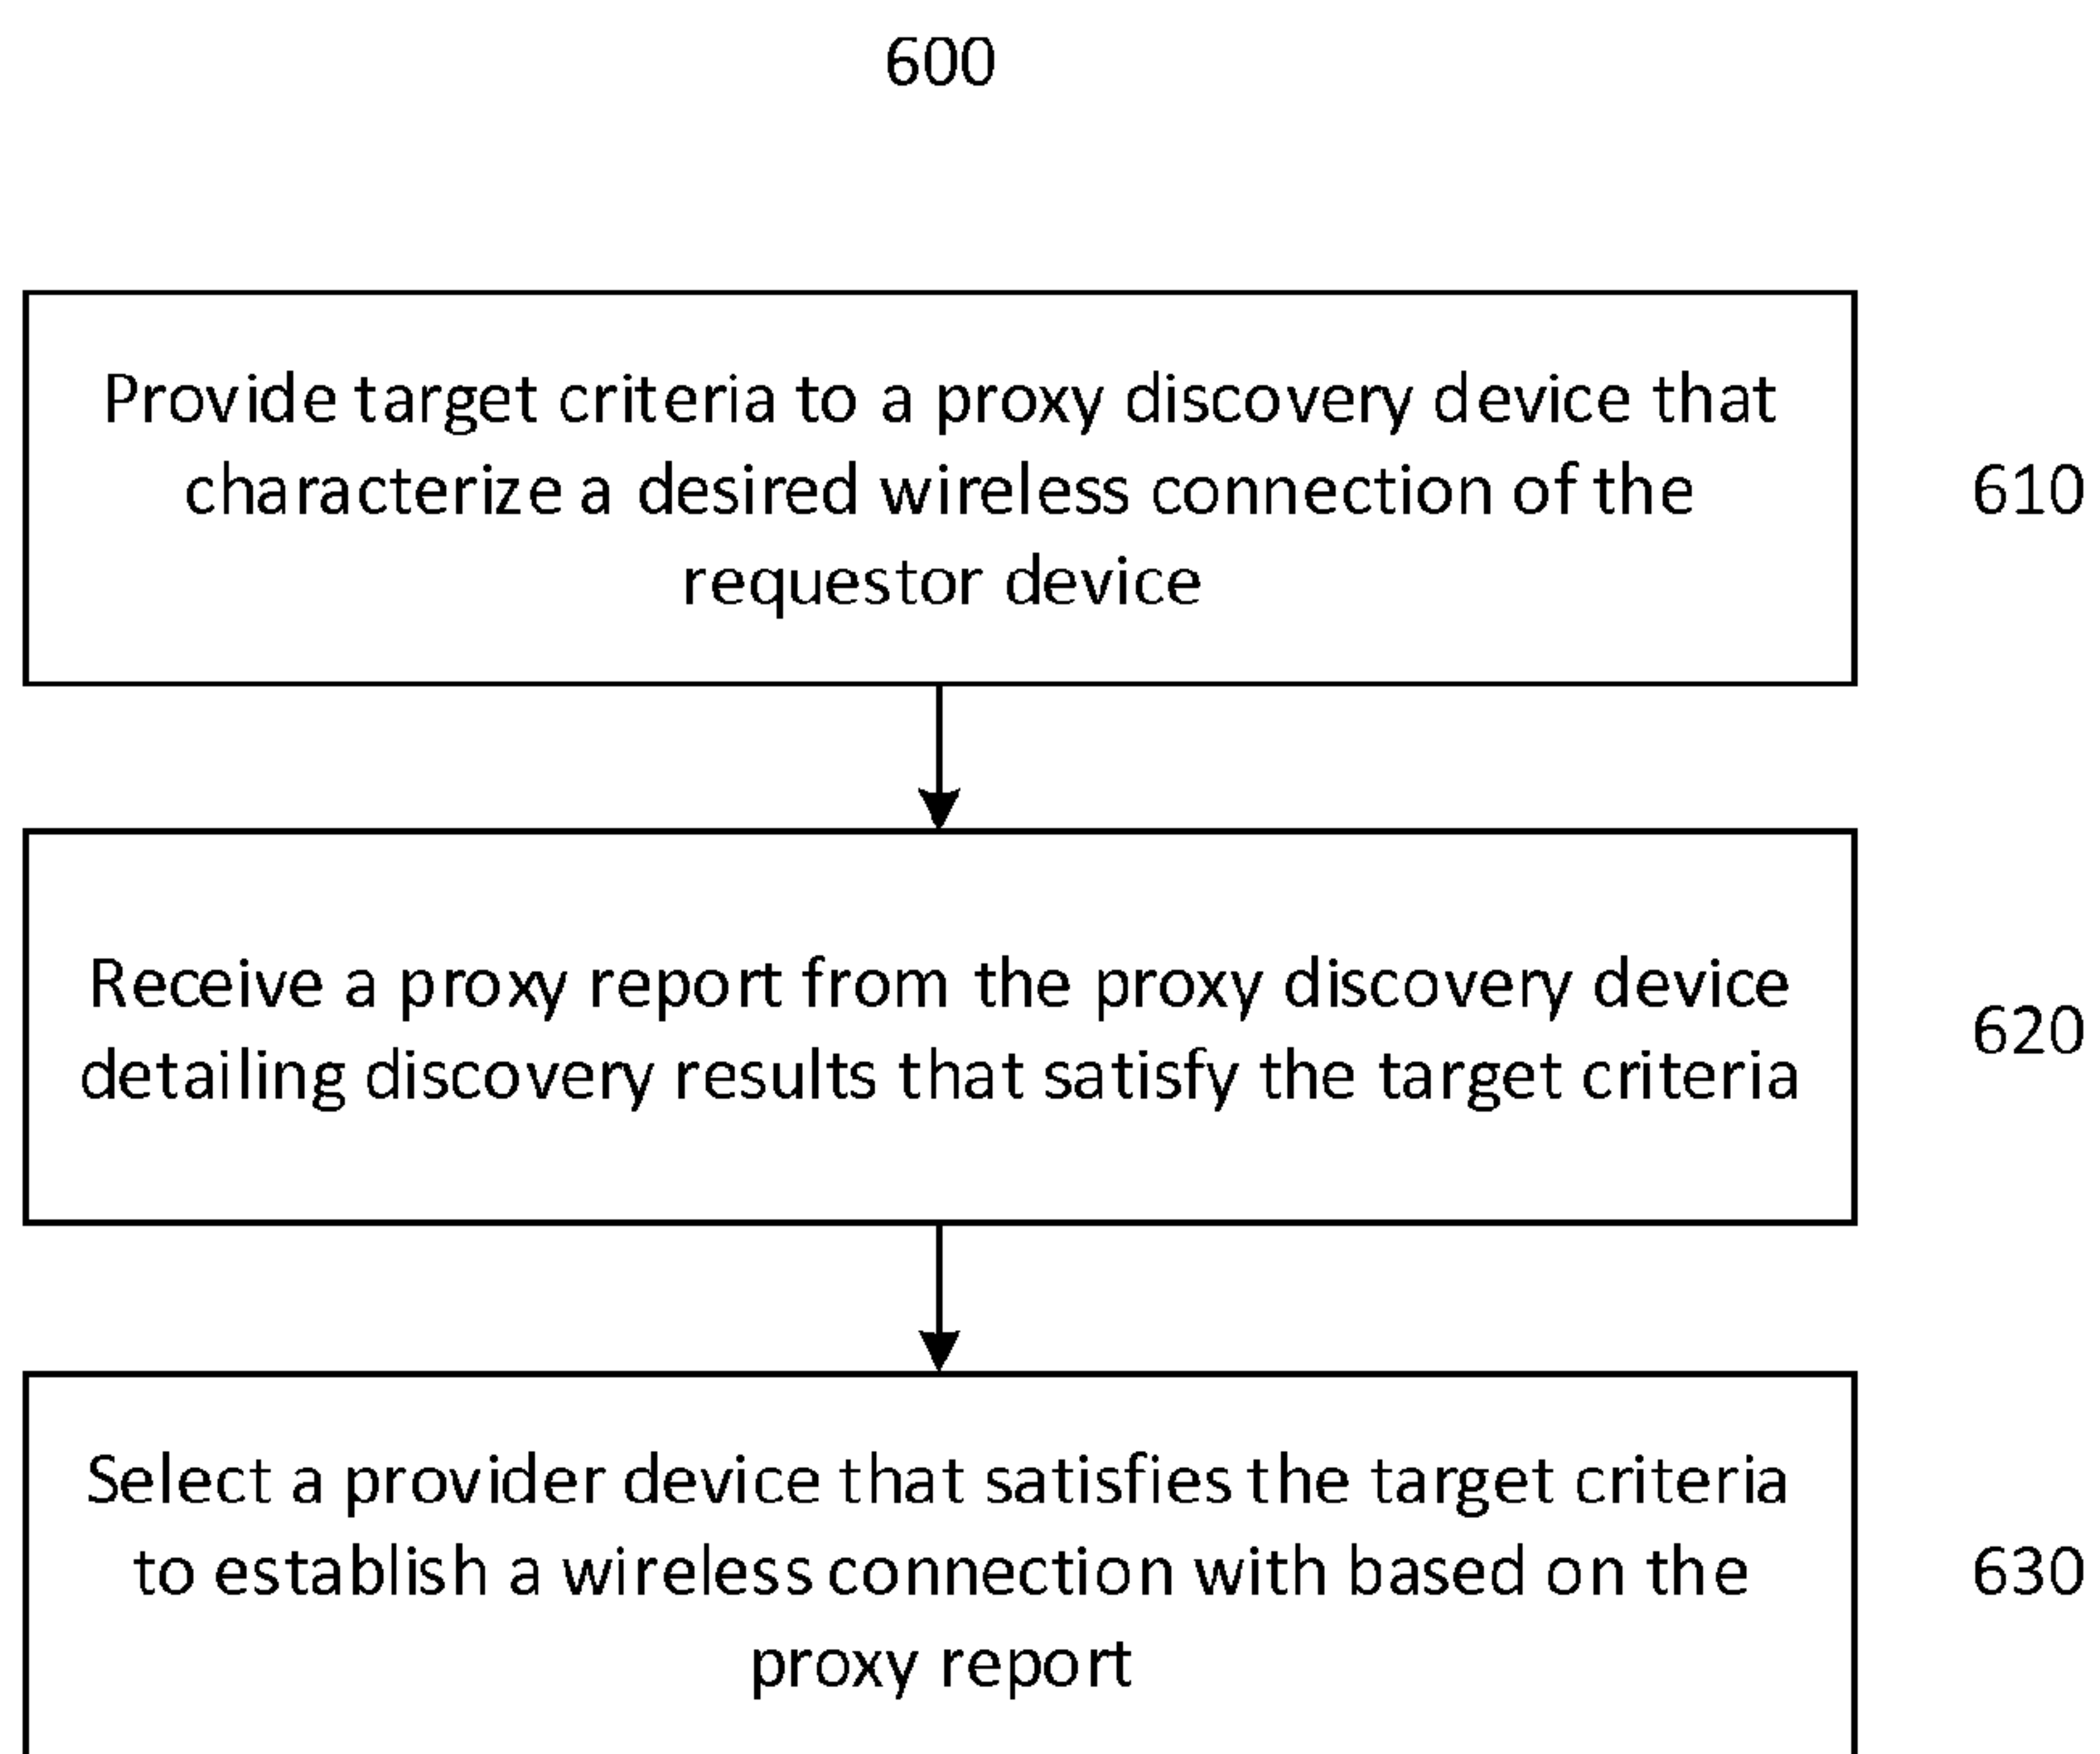 600
Provide target criteria to a proxy discovery device that
characterize a desired wireless connection of the
requestor device
610
Receive a proxy report from the proxy discovery device
detailing discovery results that satisfy the target criteria
620
Select a provider device that satisfies the target criteria
to establish a wireless connection with based on the
proxy report
630